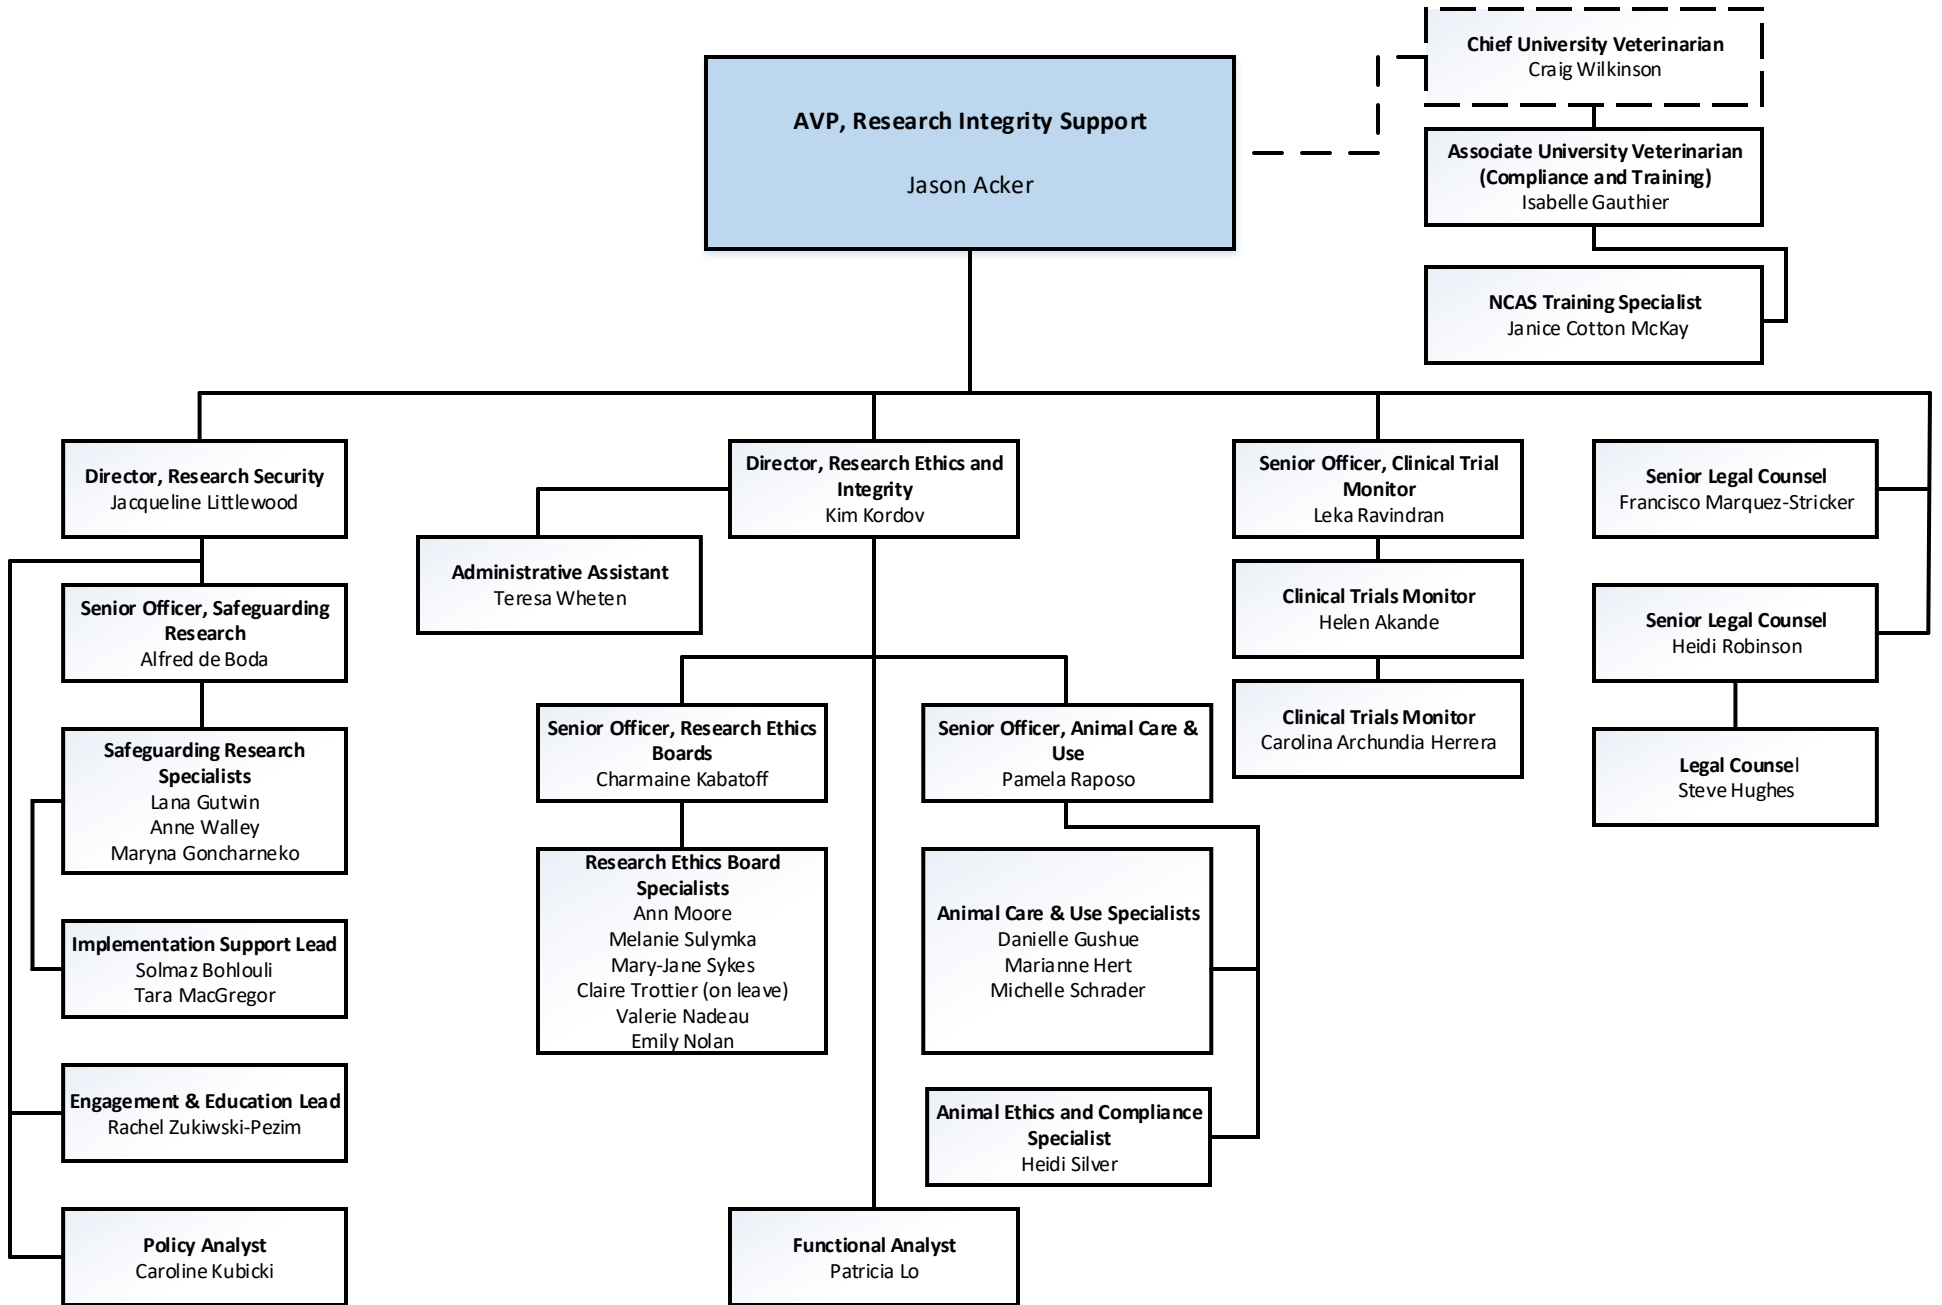 Chief University Veterinarian
Craig Wilkinson
AVP, Research Integrity Support
Jason Acker
Associate University Veterinarian
(Compliance and Training)
Isabelle Gauthier
NCAS Training Specialist
Janice Cotton McKay
Director, Research Security
Jacqueline Littlewood
Senior Officer, Safeguarding
Research
Alfred de Boda
Safeguarding Research
Specialists
Lana Gutwin
Anne Walley
Maryna Goncharneko
Implementation Support Lead
Solmaz Bohlouli
Tara MacGregor
Engagement & Education Lead
Rachel Zukiwski-Pezim
Policy Analyst
Caroline Kubicki
Director, Research Ethics and
Integrity
Kim Kordov
Administrative Assistant
Teresa Wheten
Senior Officer, Research Ethics
Boards
Charmaine Kabatoff
Research Ethics Board
Specialists
Ann Moore
Melanie Sulymka
Mary-Jane Sykes
Claire Trottier (on leave)
Valerie Nadeau
Emily Nolan
Senior Officer, Animal Care &
Use
Pamela Raposo
Animal Care & Use Specialists
Danielle Gushue
Marianne Hert
Michelle Schrader
Animal Ethics and Compliance
Specialist
Heidi Silver
Functional Analyst
Patricia Lo
Senior Officer, Clinical Trial
Monitor
Leka Ravindran
Clinical Trials Monitor
Helen Akande
Clinical Trials Monitor
Carolina Archundia Herrera
Senior Legal Counsel
Francisco Marquez-Stricker
Senior Legal Counsel
Heidi Robinson
Legal Counsel
Steve Hughes